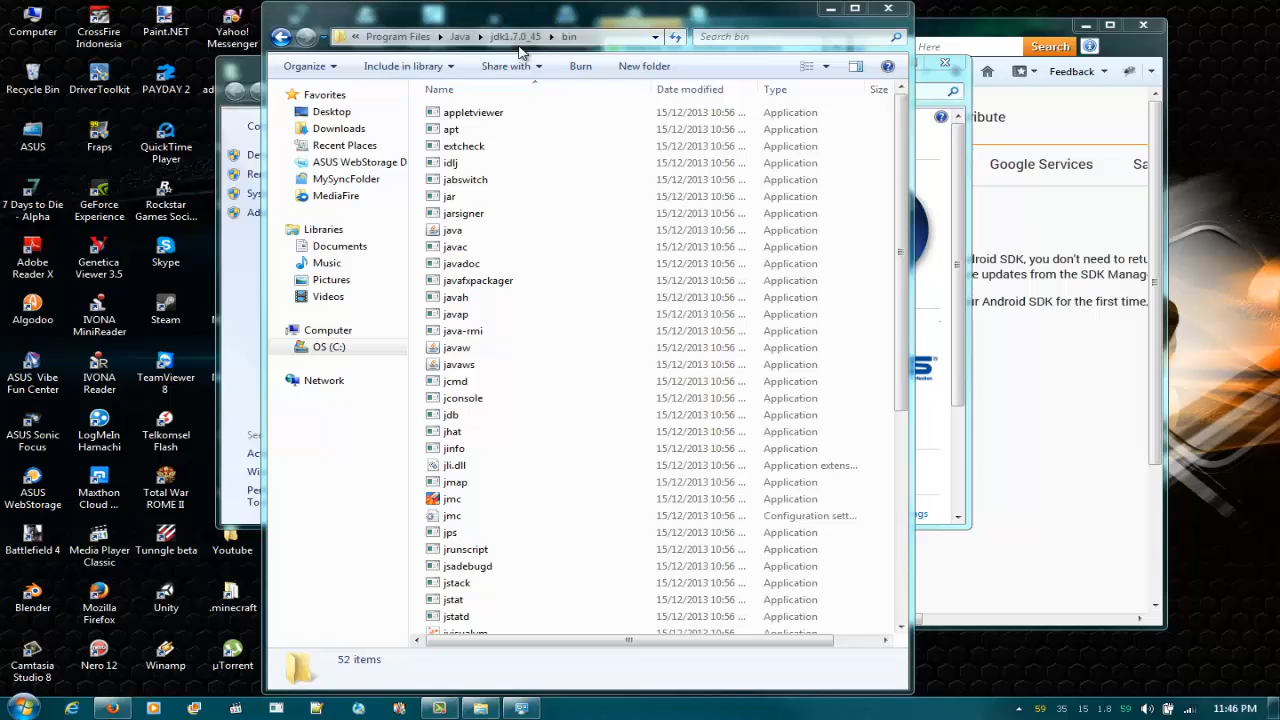 Computer
CrossFire Indonesia
Paint.NET
Yahoo! Messenger
Recycle Bin
DriverToolkit
PAYDAY 2
ASUS
Fraps
QuickTime Player
7 Days to Die - Alpha
GeForce Experience
Rockstar Games Soci...
Adobe Reader X
Genetica Viewer 3.5
Skype
Algodoo
IVONA MiniReader
Steam
ASUS Vibe Fun Center
IVONA Reader
TeamViewer 8
ASUS Sonic Focus
LogMeIn Hamachi
Telkomsel Flash
ASUS WebStorage
Maxthon Cloud ...
Total War ROME II
Battlefield 4
Media Player Classic
Tunngle beta
Youtube
Blender
Mozilla Firefox
Unity
.minecraft
Camtasia Studio 8
Nero 12
Winamp
µTorrent
« Program Files ▸ Java ▸ jdk1.7.0_45 ▸ bin
Search bin
Organize
Include in library
Share with
Burn
New folder
Favorites
Desktop
Downloads
Recent Places
ASUS WebStorage D
MySyncFolder
MediaFire
Libraries
Documents
Music
Pictures
Videos
Computer
OS (C:)
Network
Name Date modified Type Size
appletviewer 15/12/2013 10:56 ... Application
apt 15/12/2013 10:56 ... Application
extcheck 15/12/2013 10:56 ... Application
idlj 15/12/2013 10:56 ... Application
jabswitch 15/12/2013 10:56 ... Application
jar 15/12/2013 10:56 ... Application
jarsigner 15/12/2013 10:56 ... Application
java 15/12/2013 10:56 ... Application
javac 15/12/2013 10:56 ... Application
javadoc 15/12/2013 10:56 ... Application
javafxpackager 15/12/2013 10:56 ... Application
javah 15/12/2013 10:56 ... Application
javap 15/12/2013 10:56 ... Application
java-rmi 15/12/2013 10:56 ... Application
javaw 15/12/2013 10:56 ... Application
javaws 15/12/2013 10:56 ... Application
jcmd 15/12/2013 10:56 ... Application
jconsole 15/12/2013 10:56 ... Application
jdb 15/12/2013 10:56 ... Application
jhat 15/12/2013 10:56 ... Application
jinfo 15/12/2013 10:56 ... Application
jli.dll 15/12/2013 10:56 ... Application extens...
jmap 15/12/2013 10:56 ... Application
jmc 15/12/2013 10:56 ... Application
jmc 15/12/2013 10:56 ... Configuration sett...
jps 15/12/2013 10:56 ... Application
jrunscript 15/12/2013 10:56 ... Application
jsadebugd 15/12/2013 10:56 ... Application
jstack 15/12/2013 10:56 ... Application
jstat 15/12/2013 10:56 ... Application
jstatd 15/12/2013 10:56 ... Application
jvisualvm 15/12/2013 10:56 ... Application
52 items
Here
Search
Feedback
ibute
Google Services
Sa
droid SDK, you don't need to retu
e updates from the SDK Manag
ur Android SDK for the first time,
59 35 15 1.8 59
11:46 PM